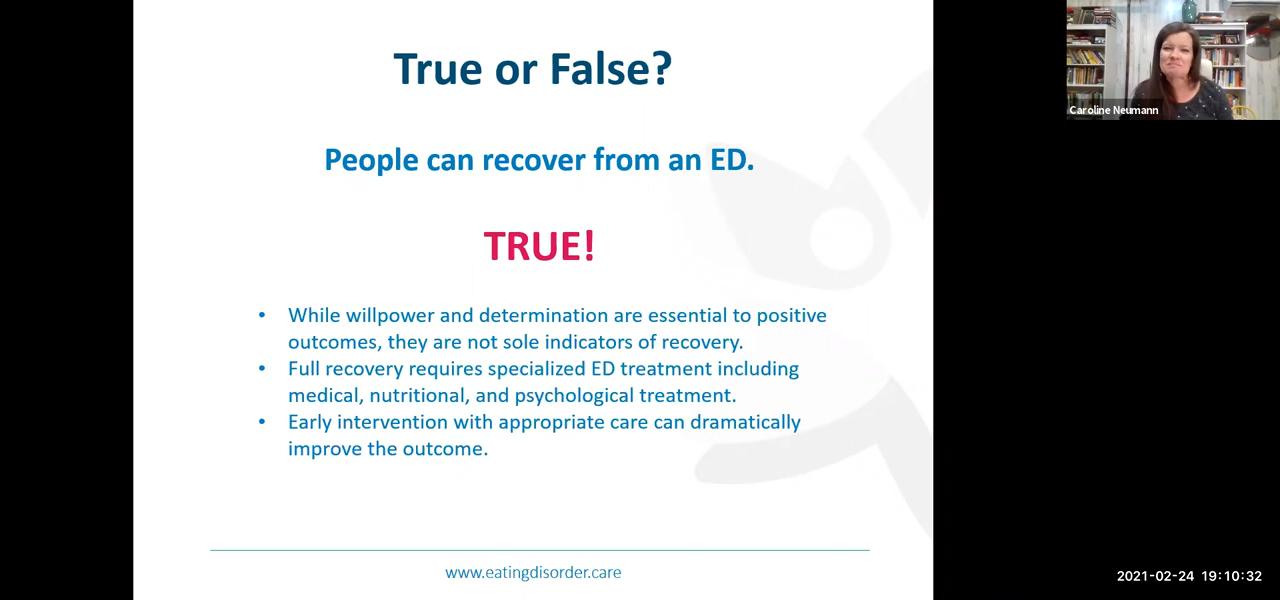 True or False?
People can recover from an ED.
TRUE!
• While willpower and determination are essential to positive
outcomes, they are not sole indicators of recovery.
• Full recovery requires specialized ED treatment including
medical, nutritional, and psychological treatment.
• Early intervention with appropriate care can dramatically
improve the outcome.
www.eatingdisorder.care
Caroline Neumann
2021-02-24 19:10:32